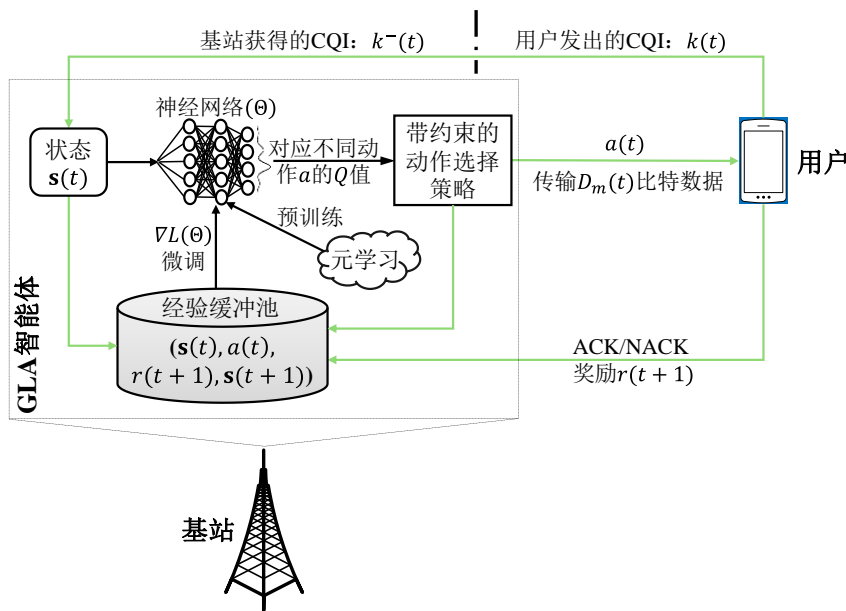 基站获得的CQI：k⁻(t)
用户发出的CQI：k(t)
神经网络(Θ)
状态
s(t)
对应不同动
作a的Q值
带约束的
动作选择
策略
a(t)
传输Dₘ(t)比特数据
用户
∇L(Θ)
微调
预训练
元学习
GLA智能体
经验缓冲池
(s(t), a(t),
r(t + 1), s(t + 1))
ACK/NACK
奖励r(t + 1)
基站